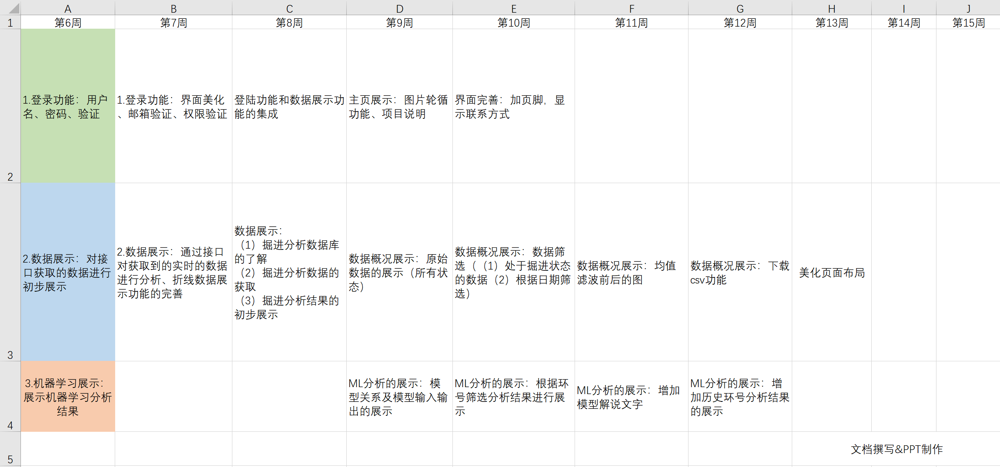 A B C D E F G H I J
1 第6周 第7周 第8周 第9周 第10周 第11周 第12周 第13周 第14周 第15周
1.登录功能：用户
名、密码、验证
1.登录功能：界面美化
、邮箱验证、权限验证
登陆功能和数据展示功
能的集成
主页展示：图片轮循
功能、项目说明
界面完善：加页脚，显
示联系方式
2
2.数据展示：对接
口获取的数据进行
初步展示
2.数据展示：通过接口
对获取到的实时的数据
进行分析、折线数据展
示功能的完善
数据展示：
（1）掘进分析数据库
的了解
（2）掘进分析数据的
获取
（3）掘进分析结果的
初步展示
数据概况展示：原始
数据的展示（所有状
态）
数据概况展示：数据筛
选（（1）处于掘进状态
的数据（2）根据日期筛
选）
数据概况展示：均值
滤波前后的图
数据概况展示：下载
csv功能
美化页面布局
3
3.机器学习展示：
展示机器学习分析
结果
ML分析的展示：模
型关系及模型输入输
出的展示
ML分析的展示：根据环
号筛选分析结果进行展
示
ML分析的展示：增加
模型解说文字
ML分析的展示：增
加历史环号分析结果
的展示
4
文档撰写&PPT制作
5